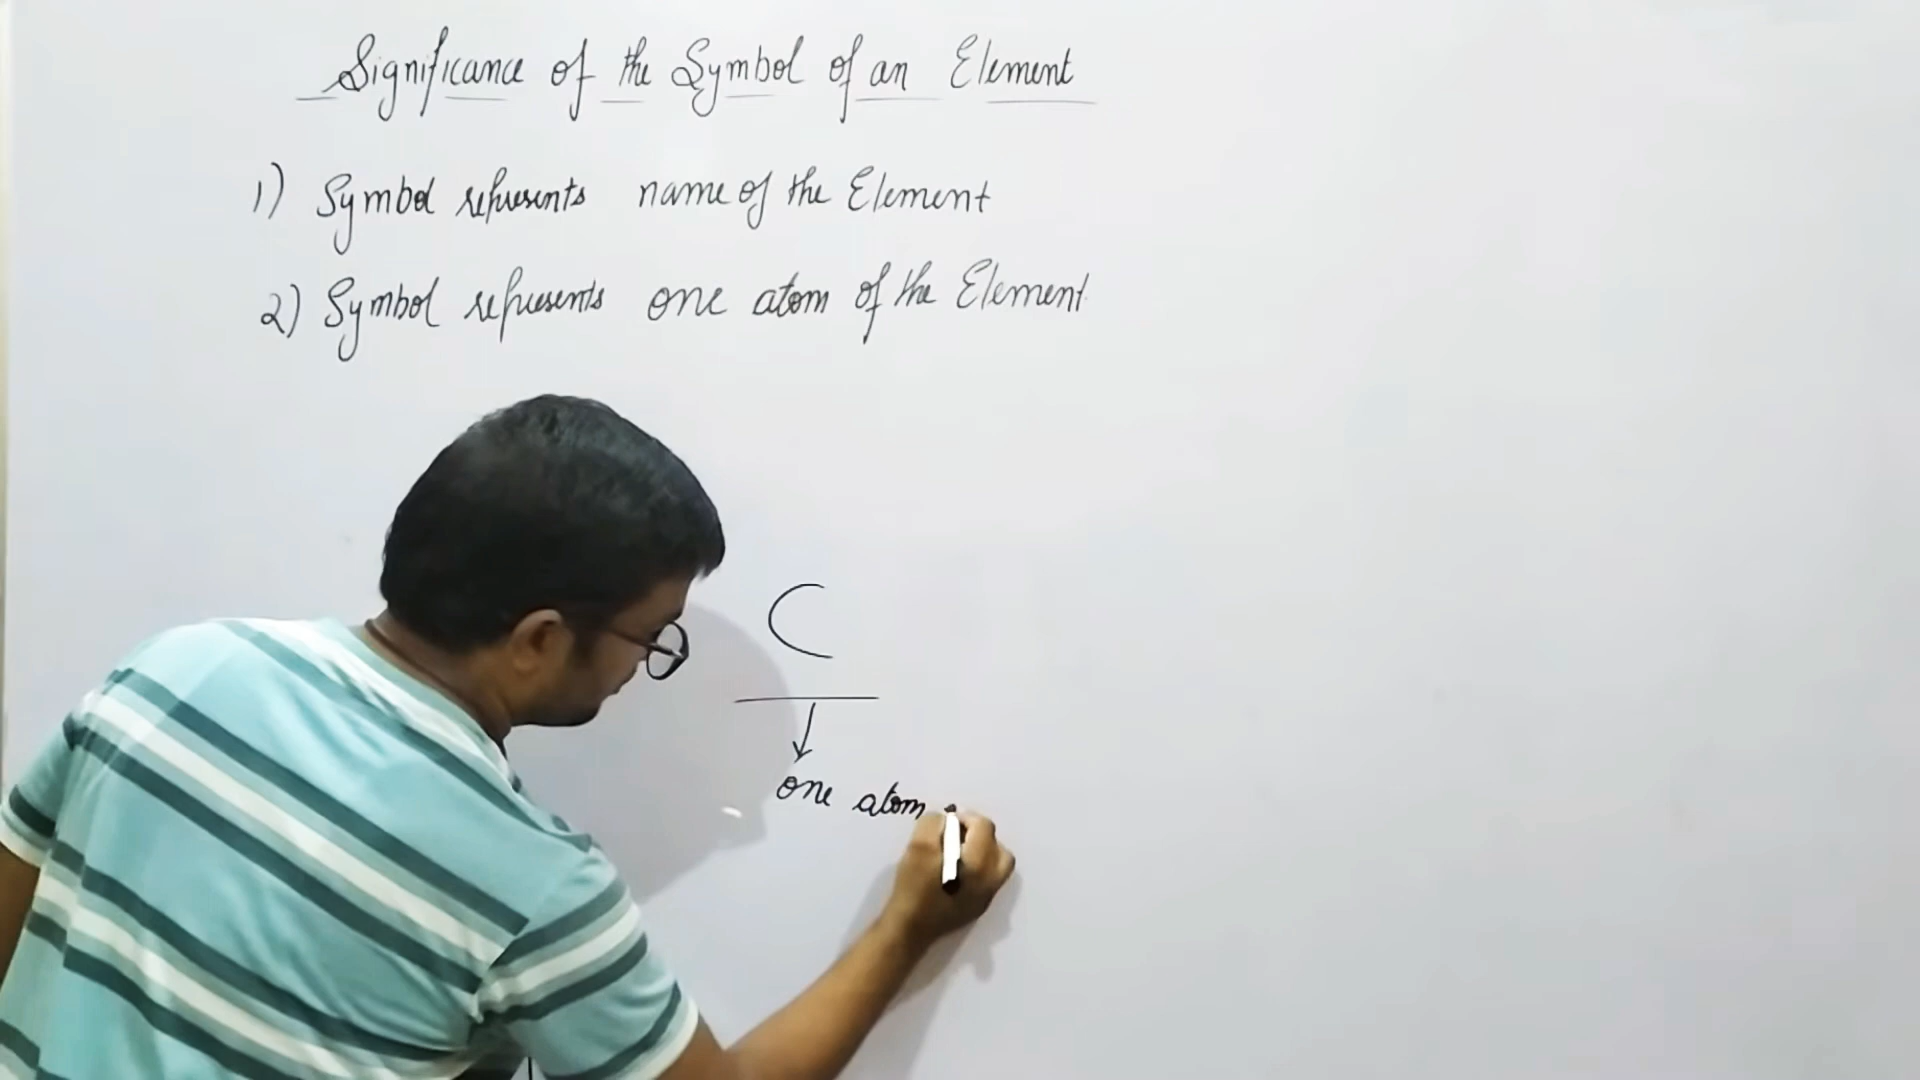 Significance of the Symbol of an Element
1) Symbol represents name of the Element
2) Symbol represents one atom of the Element
C
one atom